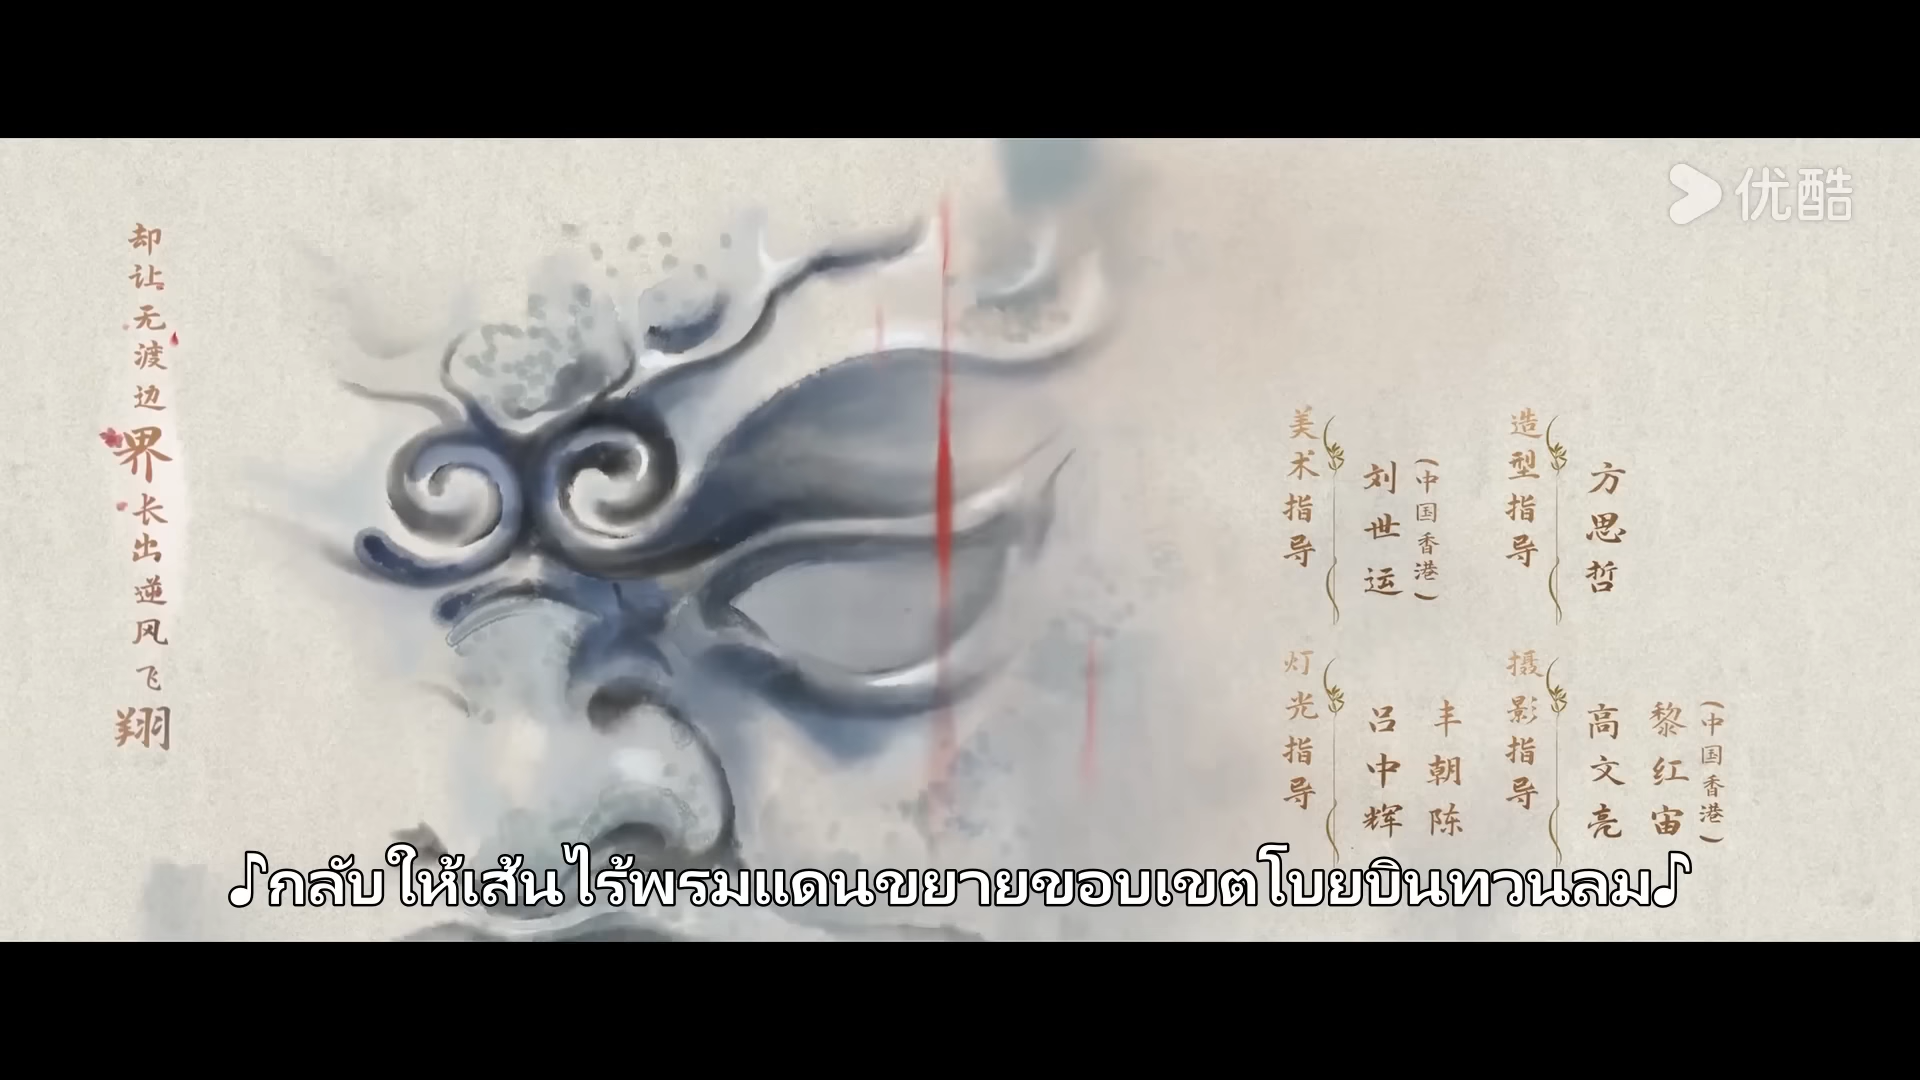 优酷
却让无渡边界长出逆风飞翔
美术指导
刘世运
(中国香港)
造型指导
方思哲
灯光指导
吕中辉
丰朝陈
摄影指导
高文亮
黎红宙
(中国香港)
♪กลับให้เส้นไร้พรมแดนขยายขอบเขตโบยบินทวนลม♪